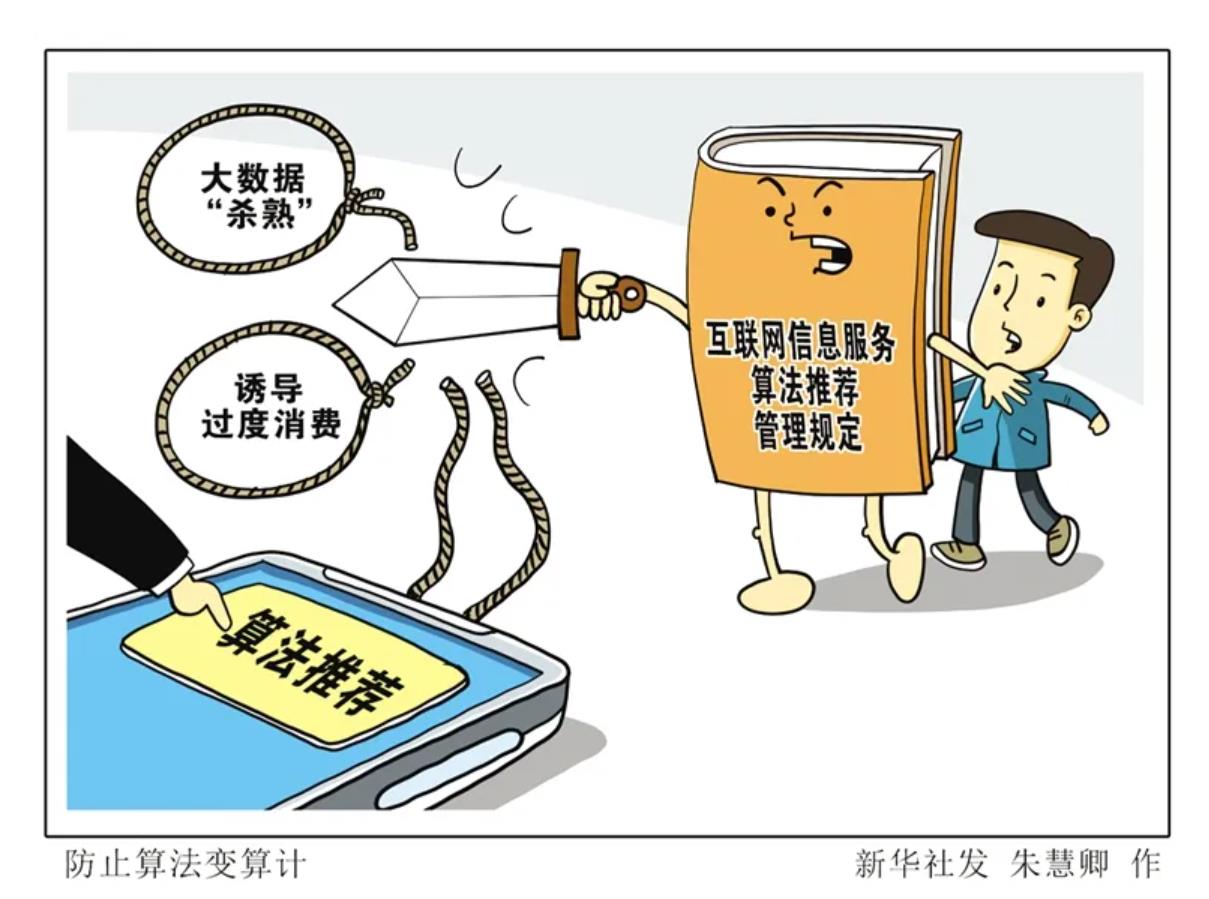 大数据
“杀熟”
诱导
过度消费
互联网信息服务
算法推荐
管理规定
算法推荐
防止算法变算计
新华社发 朱慧卿 作